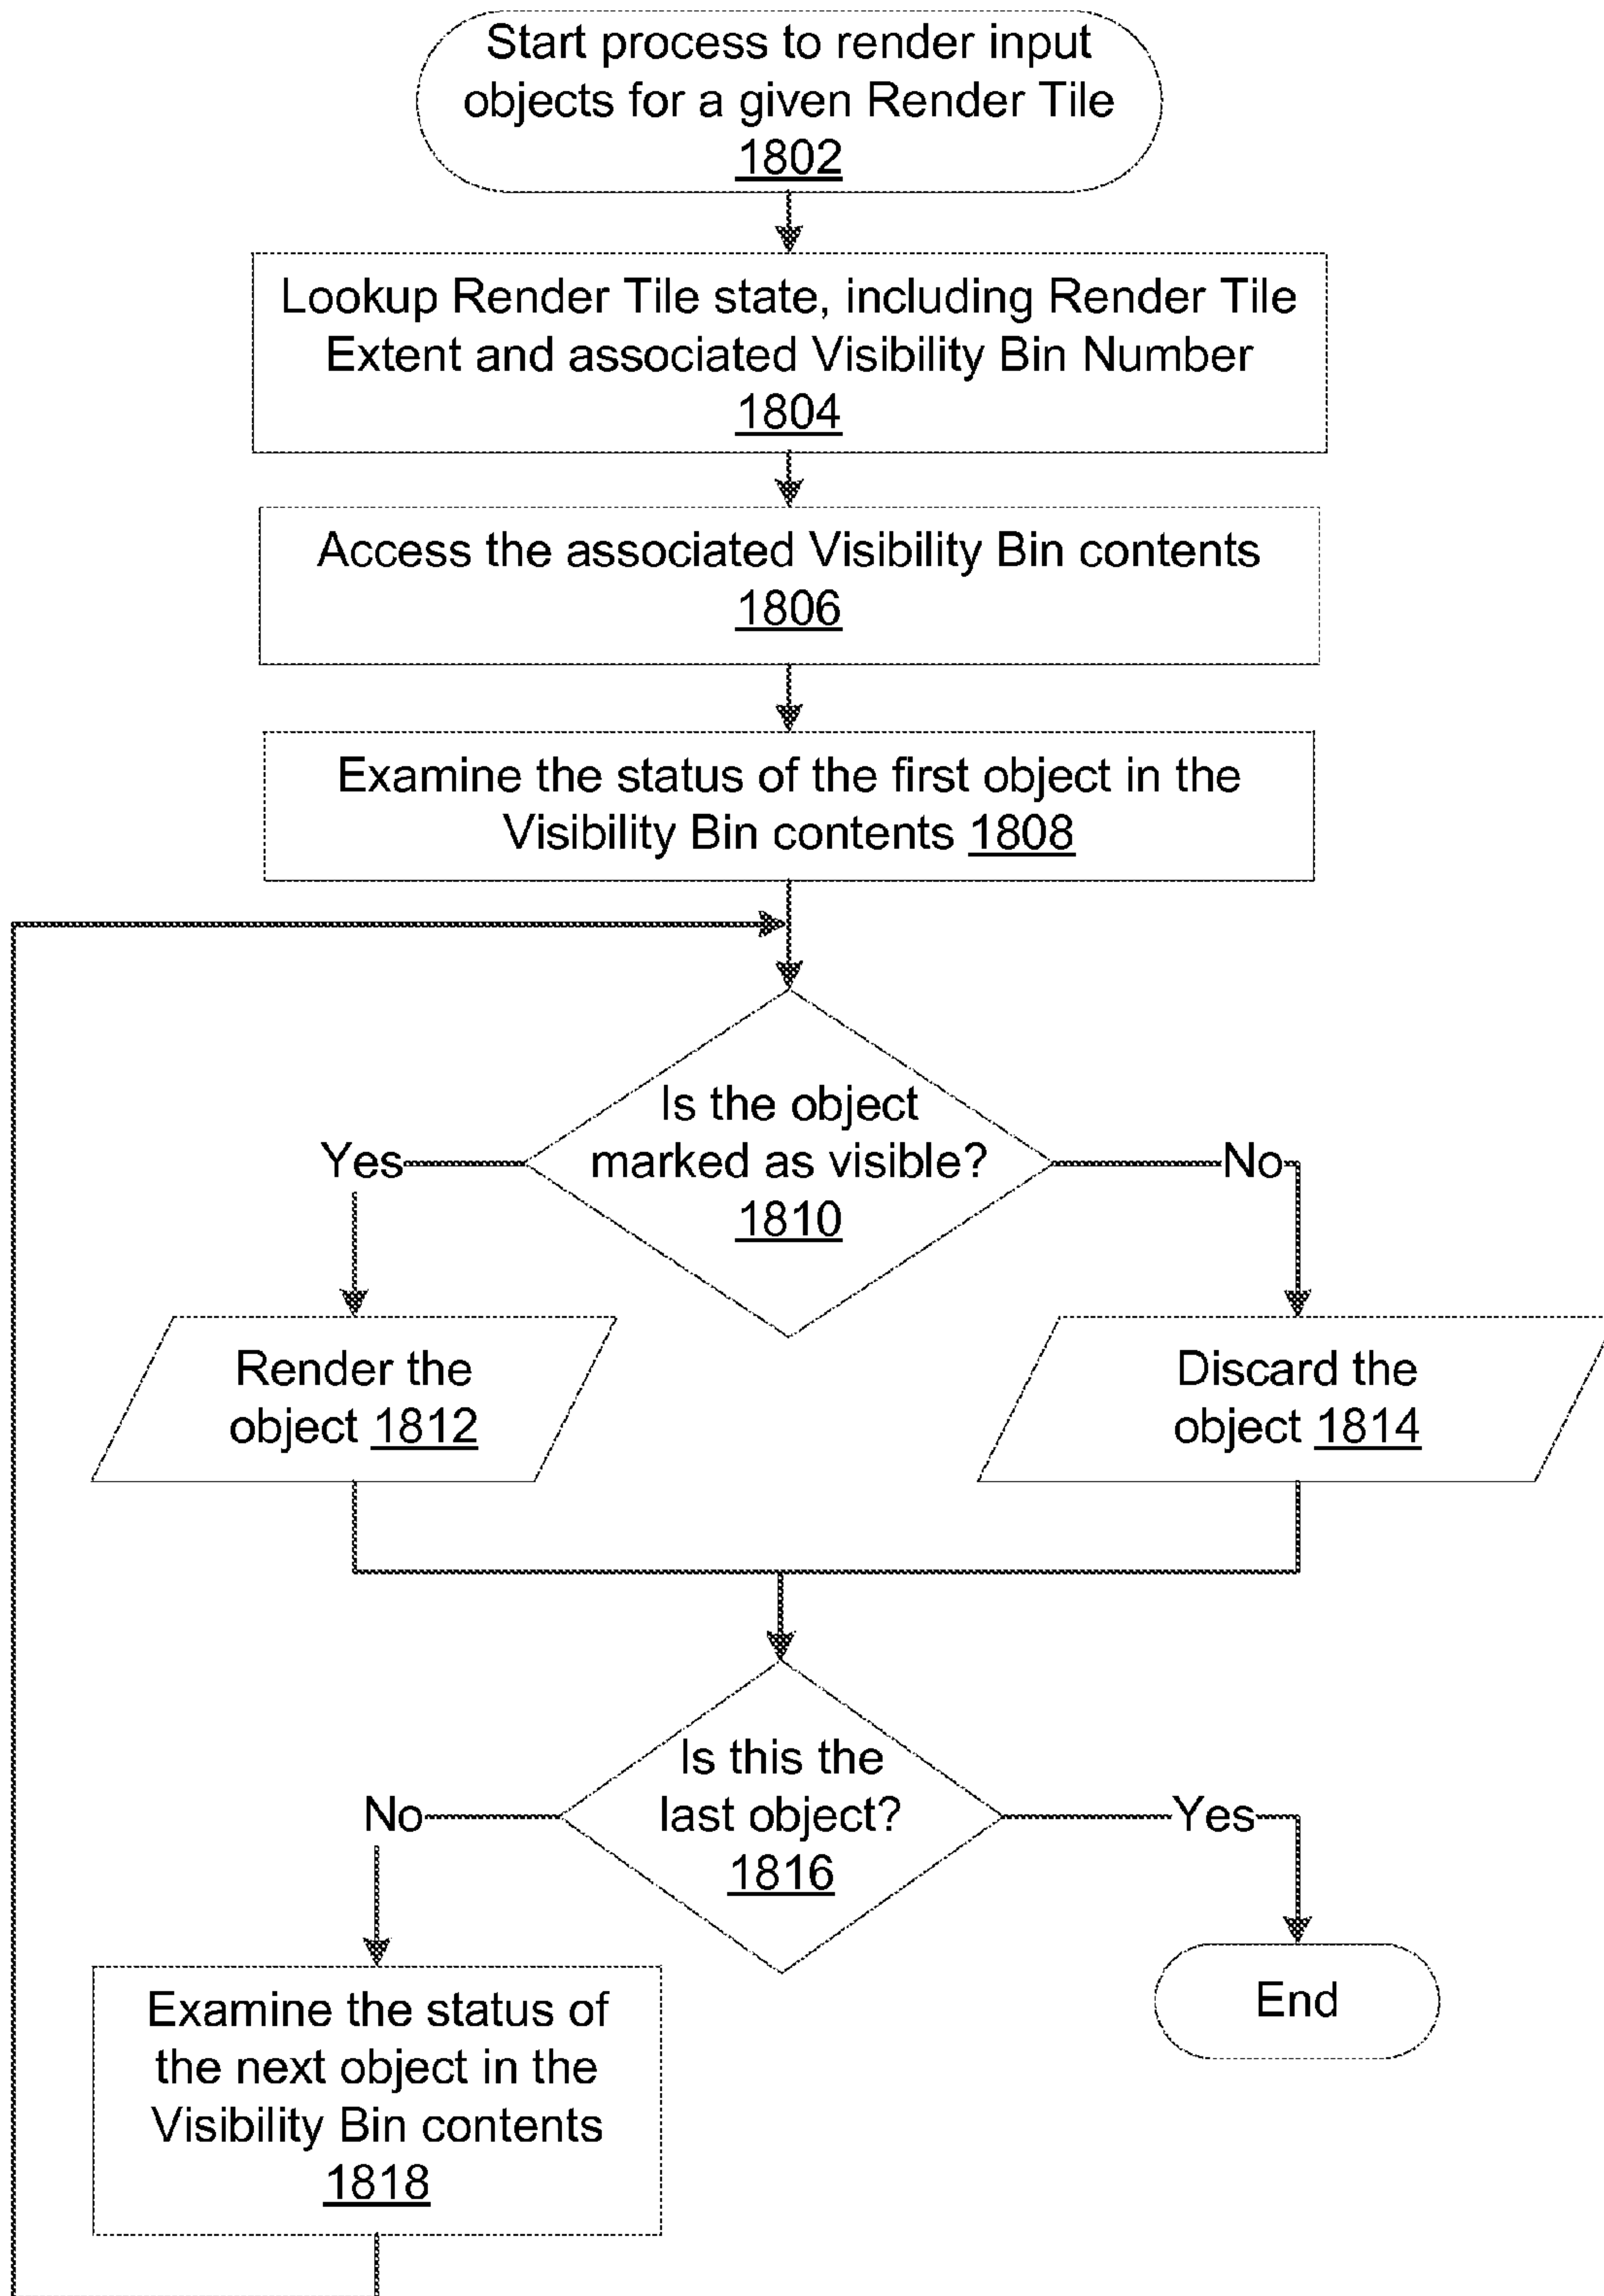 Start process to render input
objects for a given Render Tile
1802
Lookup Render Tile state, including Render Tile
Extent and associated Visibility Bin Number
1804
Access the associated Visibility Bin contents
1806
Examine the status of the first object in the
Visibility Bin contents 1808
Is the object
marked as visible?
1810
Yes
No
Render the
object 1812
Discard the
object 1814
Is this the
last object?
1816
No
Yes
Examine the status of
the next object in the
Visibility Bin contents
1818
End